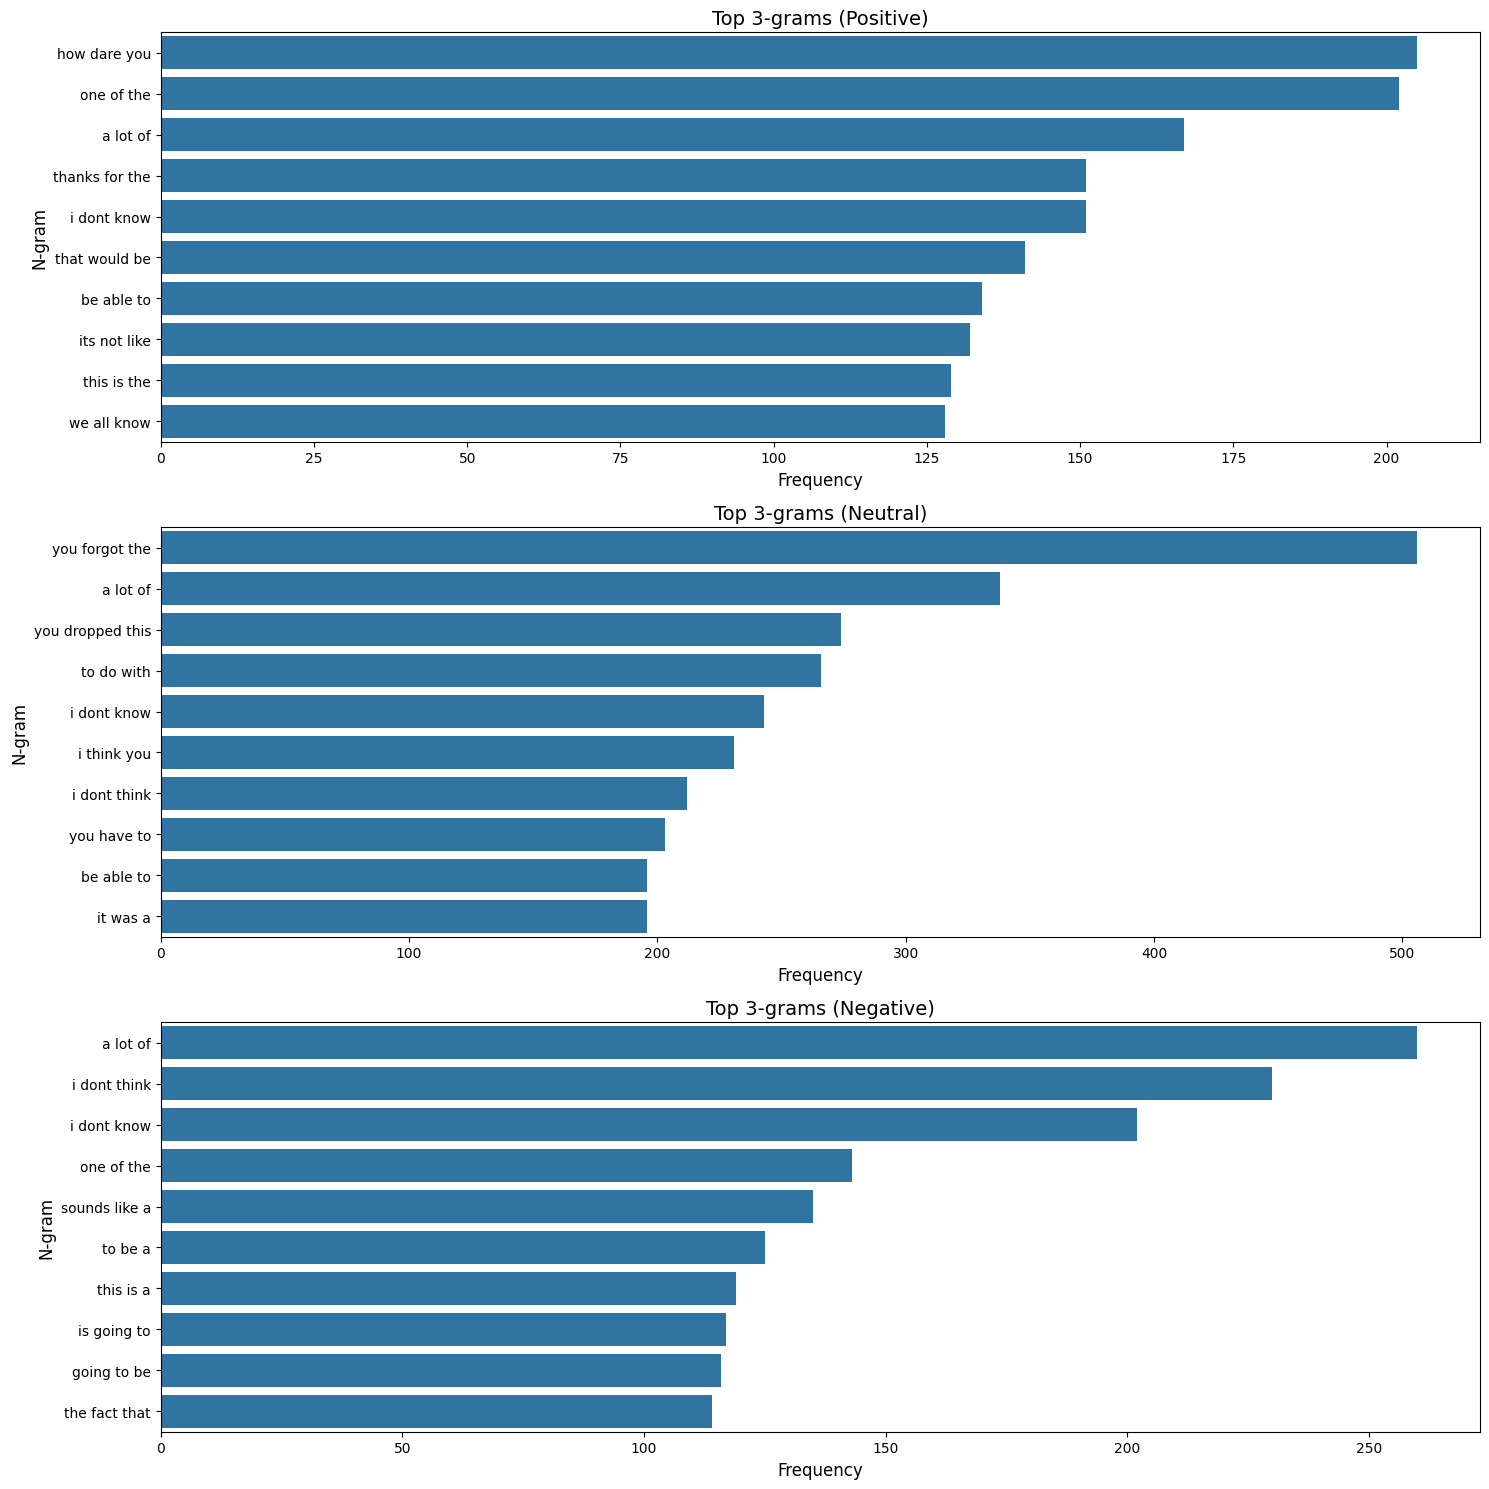 Top 3-grams (Positive)
how dare you
one of the
a lot of
thanks for the
i dont know
that would be
be able to
its not like
this is the
we all know
N-gram
0 25 50 75 100 125 150 175 200
Frequency
Top 3-grams (Neutral)
you forgot the
a lot of
you dropped this
to do with
i dont know
i think you
i dont think
you have to
be able to
it was a
N-gram
0 100 200 300 400 500
Frequency
Top 3-grams (Negative)
a lot of
i dont think
i dont know
one of the
sounds like a
to be a
this is a
is going to
going to be
the fact that
N-gram
0 50 100 150 200 250
Frequency